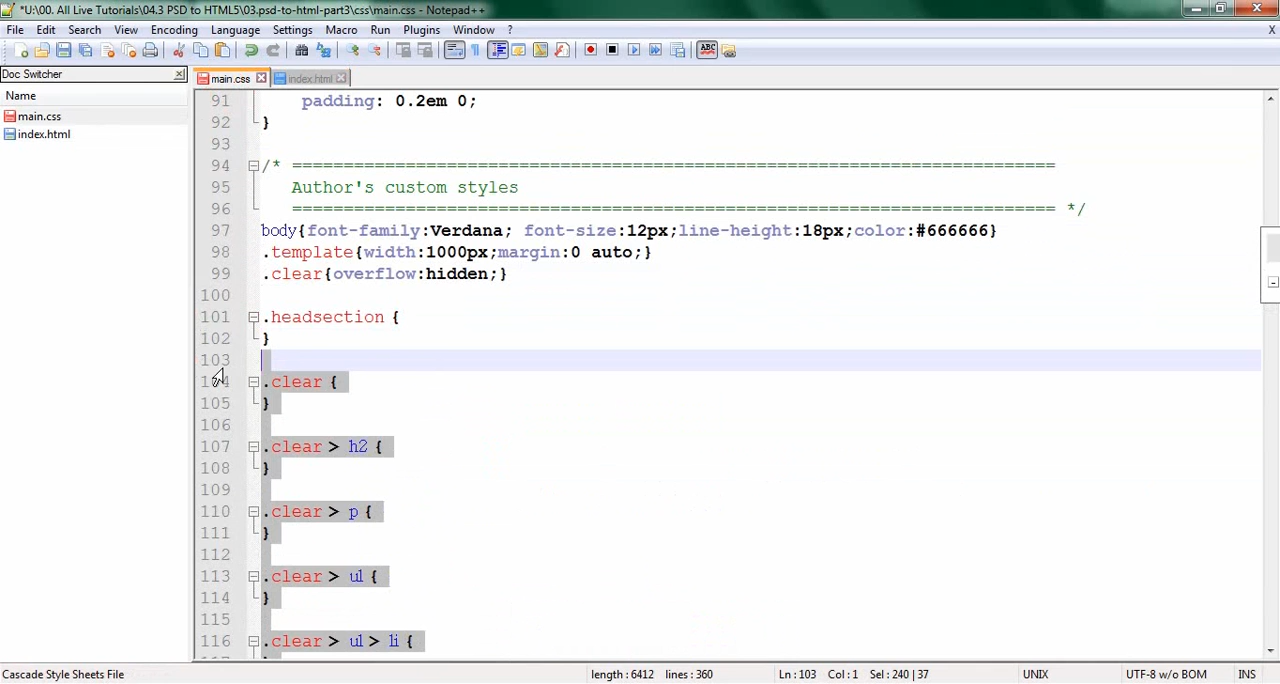 *U:\00. All Live Tutorials\04.3 PSD to HTML5\03.psd-to-html-part3\css\main.css - Notepad++
File Edit Search View Encoding Language Settings Macro Run Plugins Window ? X
Doc Switcher main.css index.html
Name
main.css
index.html
91 padding: 0.2em 0;
92 }
93
94 /* ==========================================================================
95 Author's custom styles
96 ========================================================================== */
97 body{font-family:Verdana; font-size:12px;line-height:18px;color:#666666}
98 .template{width:1000px;margin:0 auto;}
99 .clear{overflow:hidden;}
100
101 .headsection {
102 }
103
104 .clear {
105 }
106
107 .clear > h2 {
108 }
109
110 .clear > p {
111 }
112
113 .clear > ul {
114 }
115
116 .clear > ul > li {
Cascade Style Sheets File length : 6412 lines : 360 Ln : 103 Col : 1 Sel : 240 | 37 UNIX UTF-8 w/o BOM INS